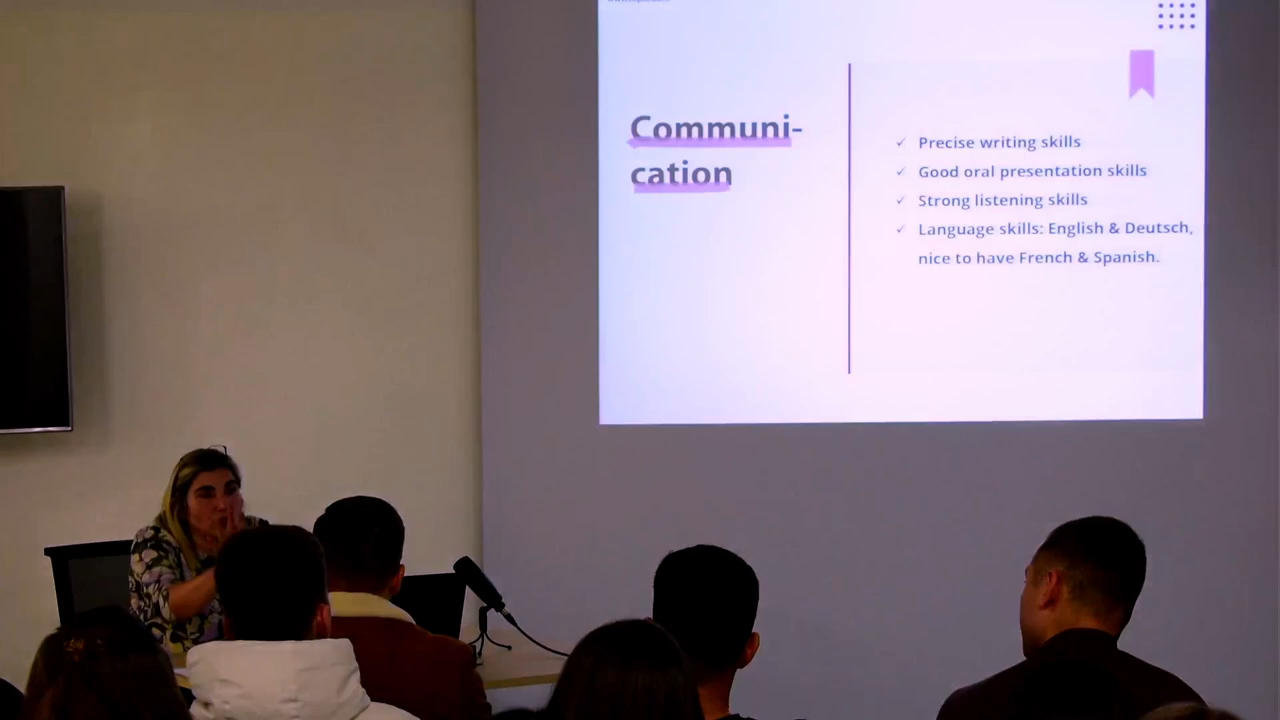 Communi-
cation
✓ Precise writing skills
✓ Good oral presentation skills
✓ Strong listening skills
✓ Language skills: English & Deutsch,
nice to have French & Spanish.